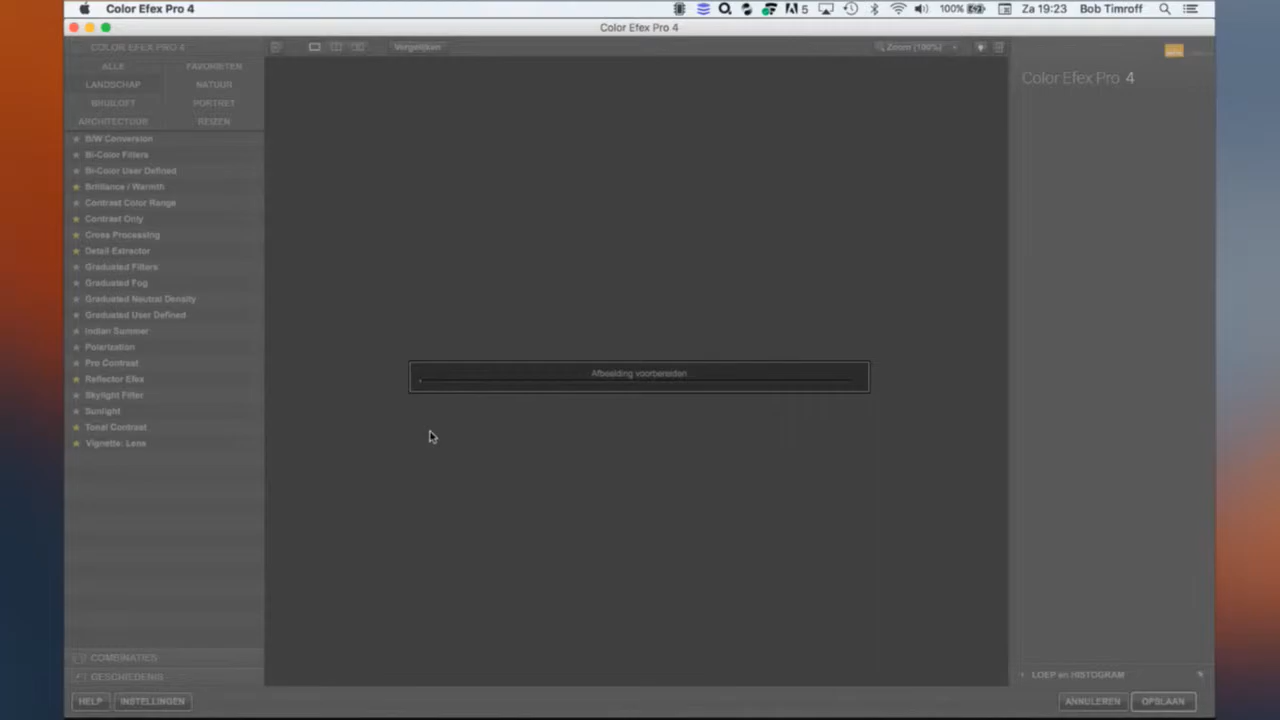 Color Efex Pro 4
5
100%
Za 19:23
Bob Timroff
Color Efex Pro 4
COLOR EFEX PRO 4
Vergelijken
Zoom (100%)
ALLE
FAVORIETEN
LANDSCHAP
NATUUR
BRUILOFT
PORTRET
ARCHITECTUUR
REIZEN
Color Efex Pro 4
B/W Conversion
Bi-Color Filters
Bi-Color User Defined
Brilliance / Warmth
Contrast Color Range
Contrast Only
Cross Processing
Detail Extractor
Graduated Filters
Graduated Fog
Graduated Neutral Density
Graduated User Defined
Indian Summer
Polarization
Pro Contrast
Reflector Efex
Skylight Filter
Sunlight
Tonal Contrast
Vignette: Lens
Afbeelding voorbereiden
COMBINATIES
GESCHIEDENIS
LOEP en HISTOGRAM
HELP
INSTELLINGEN
ANNULEREN
OPSLAAN